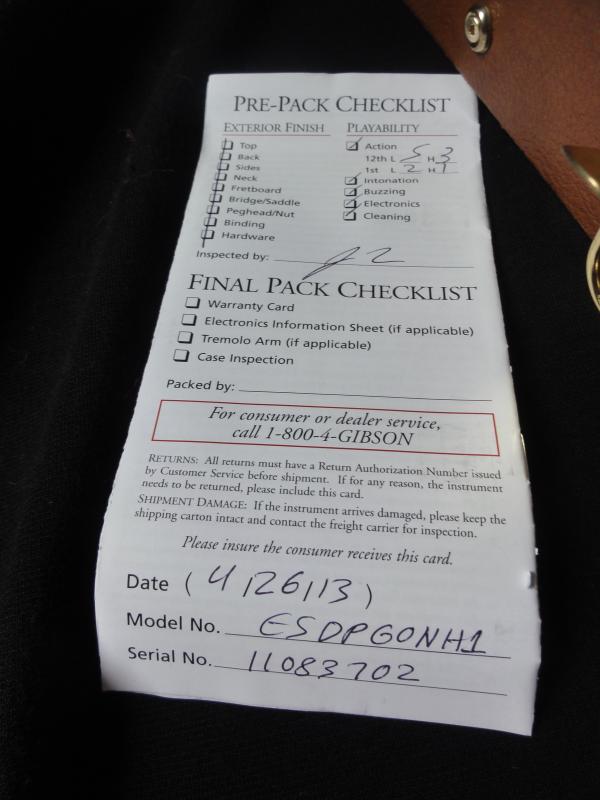 PRE-PACK CHECKLIST
EXTERIOR FINISH
Top
Back
Sides
Neck
Fretboard
Bridge/Saddle
Peghead/Nut
Binding
Hardware
PLAYABILITY
Action
12th L 5 H 3
1st L 2 H 1
Intonation
Buzzing
Electronics
Cleaning
Inspected by:
FINAL PACK CHECKLIST
Warranty Card
Electronics Information Sheet (if applicable)
Tremolo Arm (if applicable)
Case Inspection
Packed by:
For consumer or dealer service,
call 1-800-4-GIBSON
RETURNS: All returns must have a Return Authorization Number issued
by Customer Service before shipment. If for any reason, the instrument
needs to be returned, please include this card.
SHIPMENT DAMAGE: If the instrument arrives damaged, please keep the
shipping carton intact and contact the freight carrier for inspection.
Please insure the consumer receives this card.
Date (4/26/13)
Model No. ESDPGONH1
Serial No. 11083702